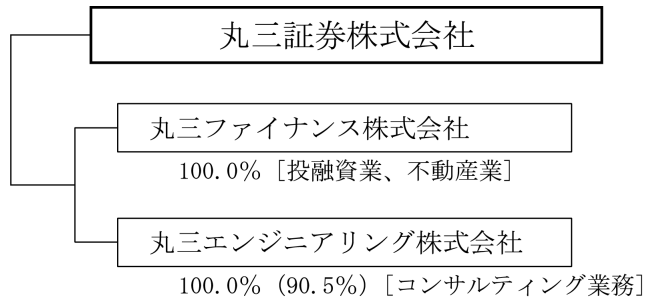 丸三証券株式会社
丸三ファイナンス株式会社
100.0% [投融資業、不動産業]
丸三エンジニアリング株式会社
100.0% (90.5%) [コンサルティング業務]